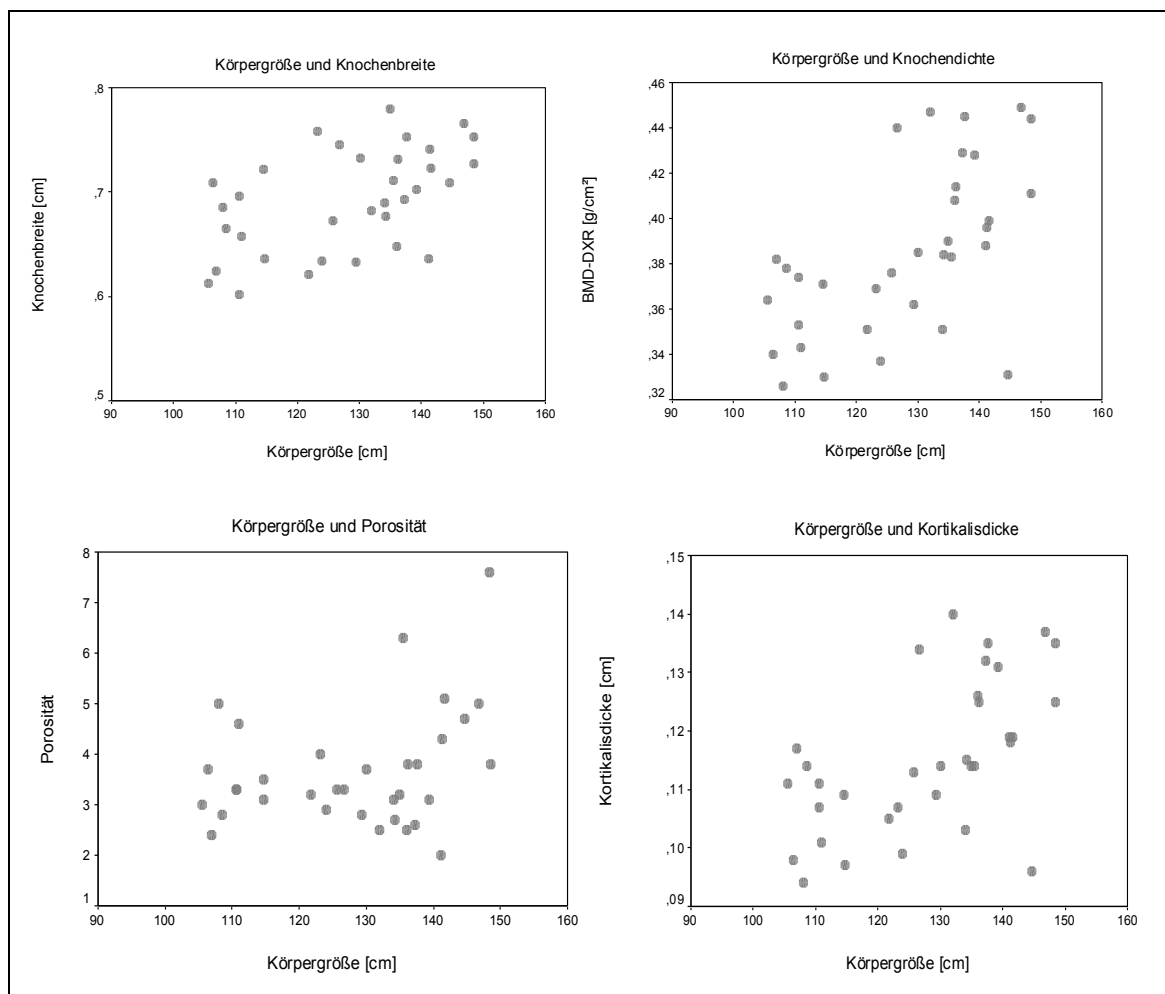 Körpergröße und Knochenbreite
,8
,7
,6
,5
90 100 110 120 130 140 150 160
Knochenbreite [cm]
Körpergröße [cm]
Körpergröße und Knochendichte
,46
,44
,42
,40
,38
,36
,34
,32
90 100 110 120 130 140 150 160
BMD-DXR [g/cm²]
Körpergröße [cm]
Körpergröße und Porosität
8
7
6
5
4
3
2
1
90 100 110 120 130 140 150 160
Porosität
Körpergröße [cm]
Körpergröße und Kortikalisdicke
,15
,14
,13
,12
,11
,10
,09
90 100 110 120 130 140 150 160
Kortikalisdicke [cm]
Körpergröße [cm]